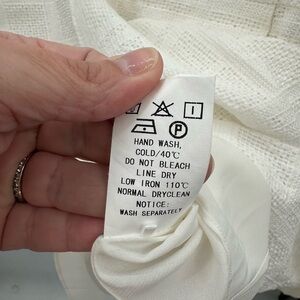 P
HAND WASH,
COLD/40℃
DO NOT BLEACH
LINE DRY
LOW IRON 110℃
NORMAL DRYCLEAN
NOTICE:
WASH SEPARATELY